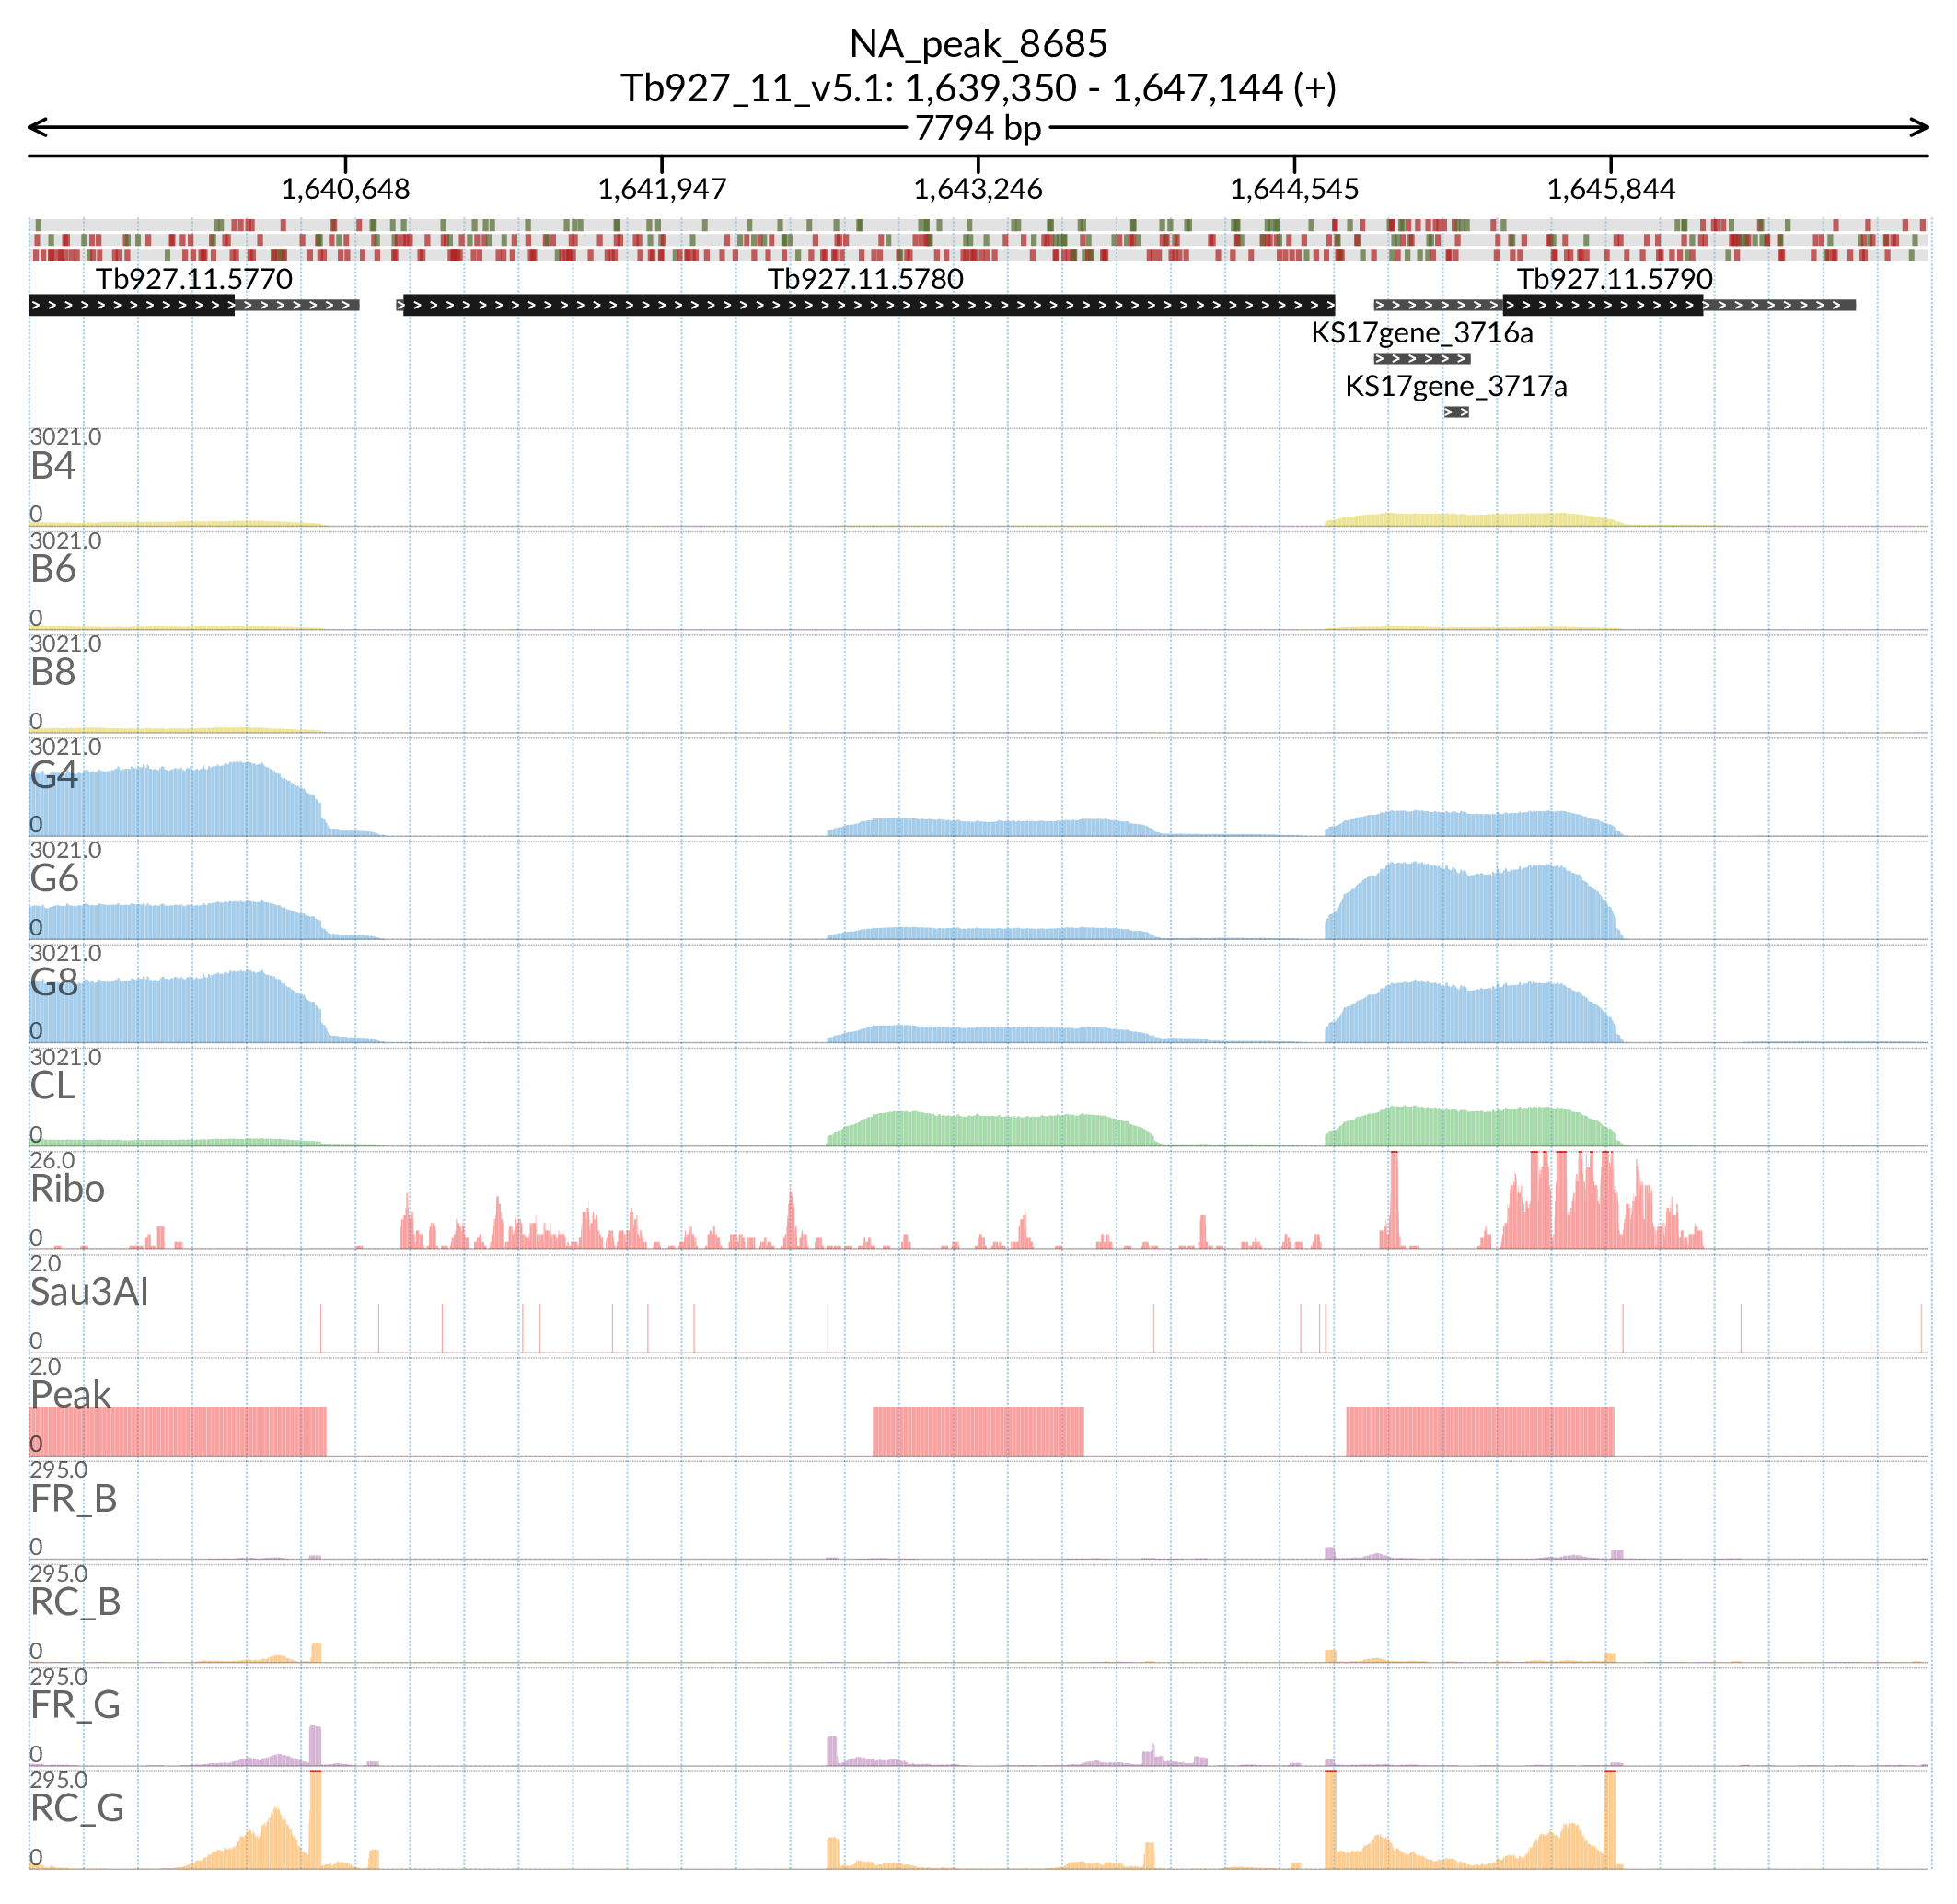 NA_peak_8685
Tb927_11_v5.1: 1,639,350 - 1,647,144 (+)
7794 bp
1,640,648 1,641,947 1,643,246 1,644,545 1,645,844
Tb927.11.5770 Tb927.11.5780 Tb927.11.5790
KS17gene_3716a
KS17gene_3717a
3021.0
B4
0
3021.0
B6
0
3021.0
B8
0
3021.0
G4
0
3021.0
G6
0
3021.0
G8
0
3021.0
CL
0
26.0
Ribo
0
2.0
Sau3AI
0
2.0
Peak
0
295.0
FR_B
0
295.0
RC_B
0
295.0
FR_G
0
295.0
RC_G
0